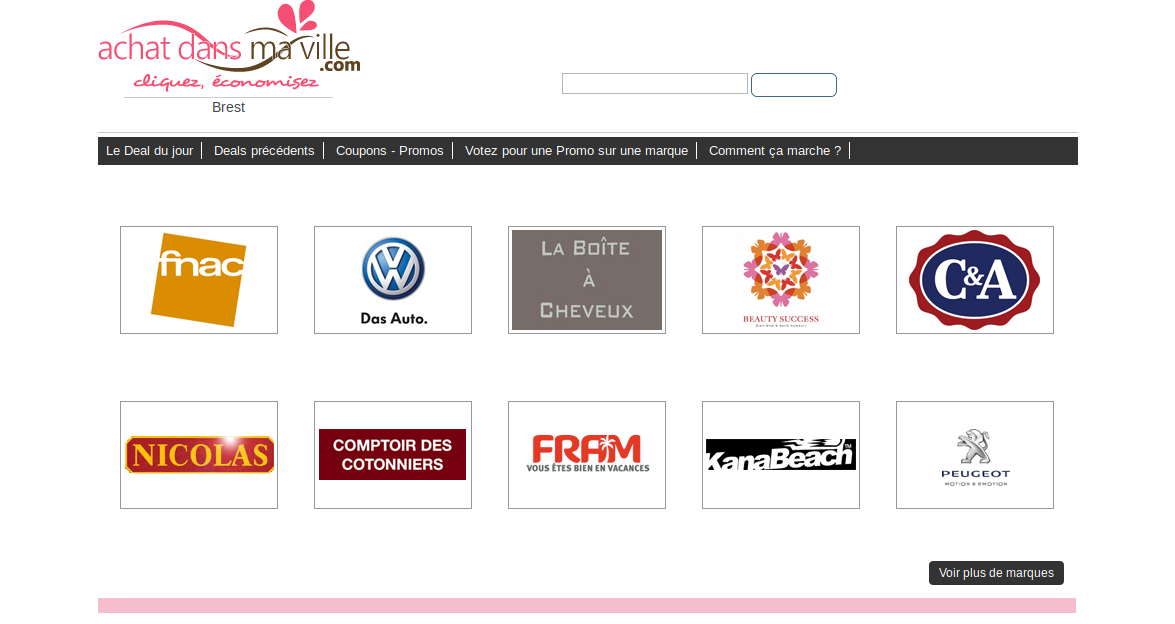 achat dans ma ville
.com
cliquez, économisez
Brest
Le Deal du jour
Deals précédents
Coupons - Promos
Votez pour une Promo sur une marque
Comment ça marche ?
fnac
Das Auto.
LA BOÎTE
À
CHEVEUX
BEAUTY SUCCESS
C&A
NICOLAS
COMPTOIR DES
COTONNIERS
FRAM
VOUS ÊTES BIEN EN VACANCES
KanaBeach™
PEUGEOT
MOTION & EMOTION
Voir plus de marques